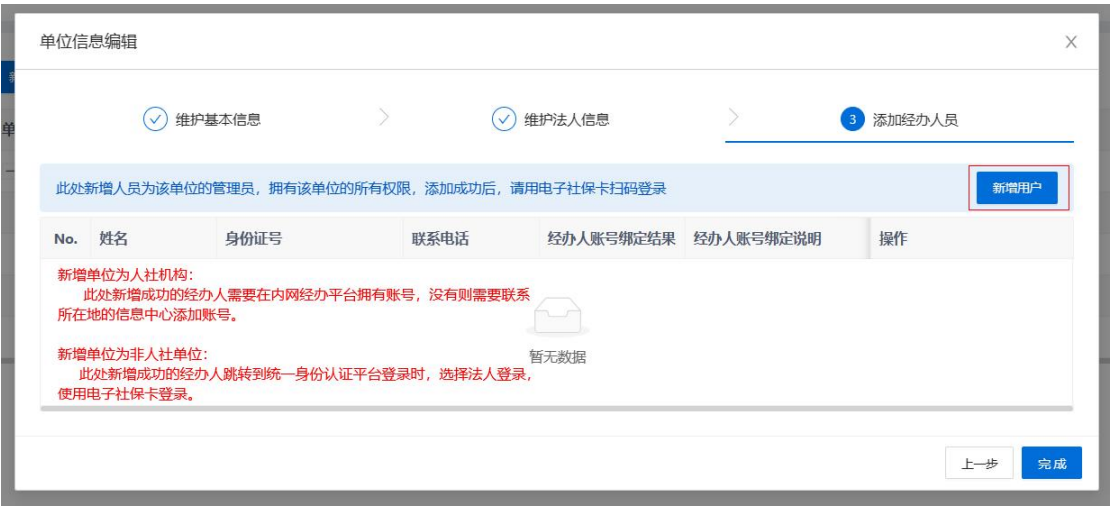 单位信息编辑
维护基本信息
维护法人信息
3 添加经办人员
此处新增人员为该单位的管理员，拥有该单位的所有权限，添加成功后，请用电子社保卡扫码登录
新增用户
No. 姓名 身份证号 联系电话 经办人账号绑定结果 经办人账号绑定说明 操作
新增单位为人社机构：
此处新增成功的经办人需要在内网经办平台拥有账号，没有则需要联系
所在地的信息中心添加账号。
新增单位为非人社单位：
此处新增成功的经办人跳转到统一身份认证平台登录时，选择法人登录，
使用电子社保卡登录。
暂无数据
上一步 完成